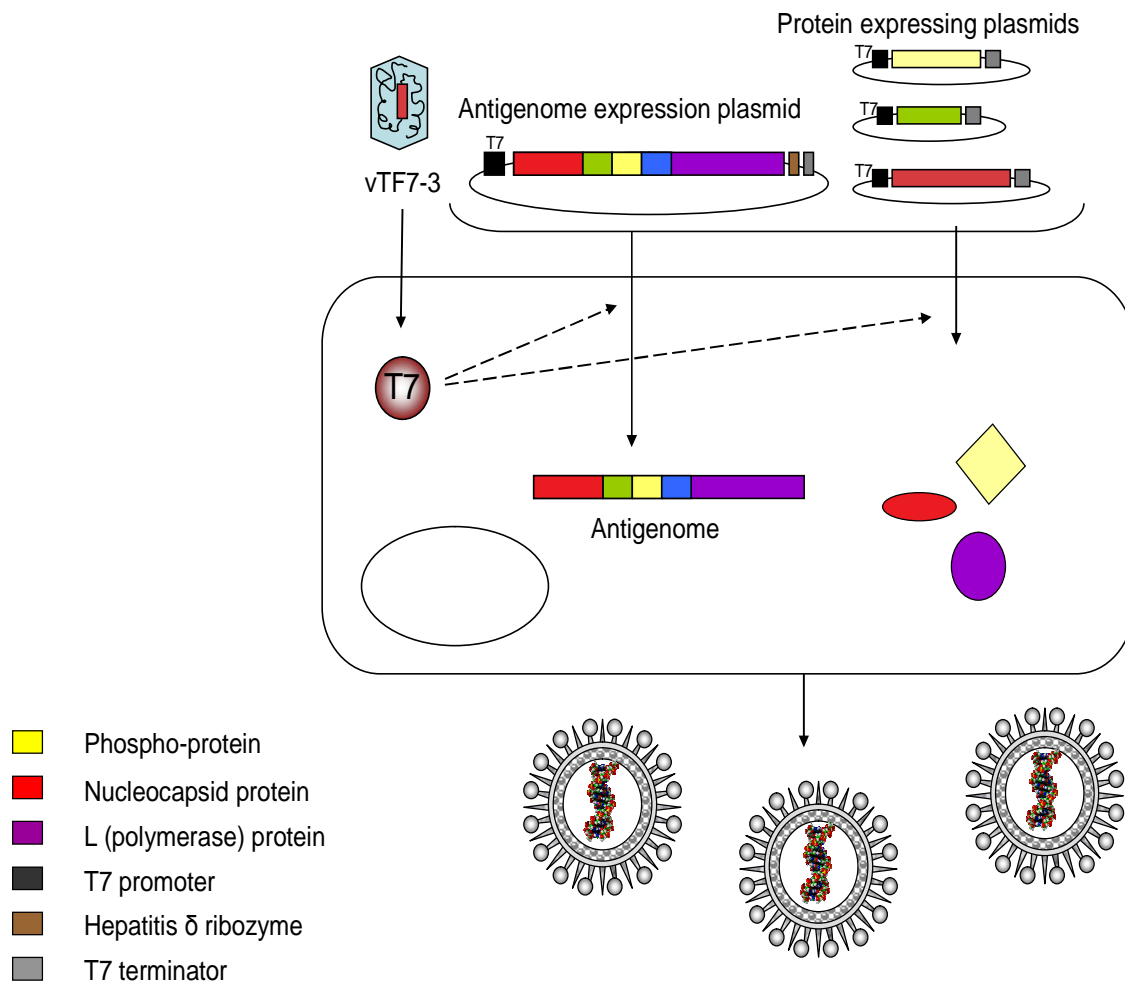 Protein expressing plasmids
T7
T7
T7
Antigenome expression plasmid
T7
vTF7-3
T7
Antigenome
Phospho-protein
Nucleocapsid protein
L (polymerase) protein
T7 promoter
Hepatitis δ ribozyme
T7 terminator